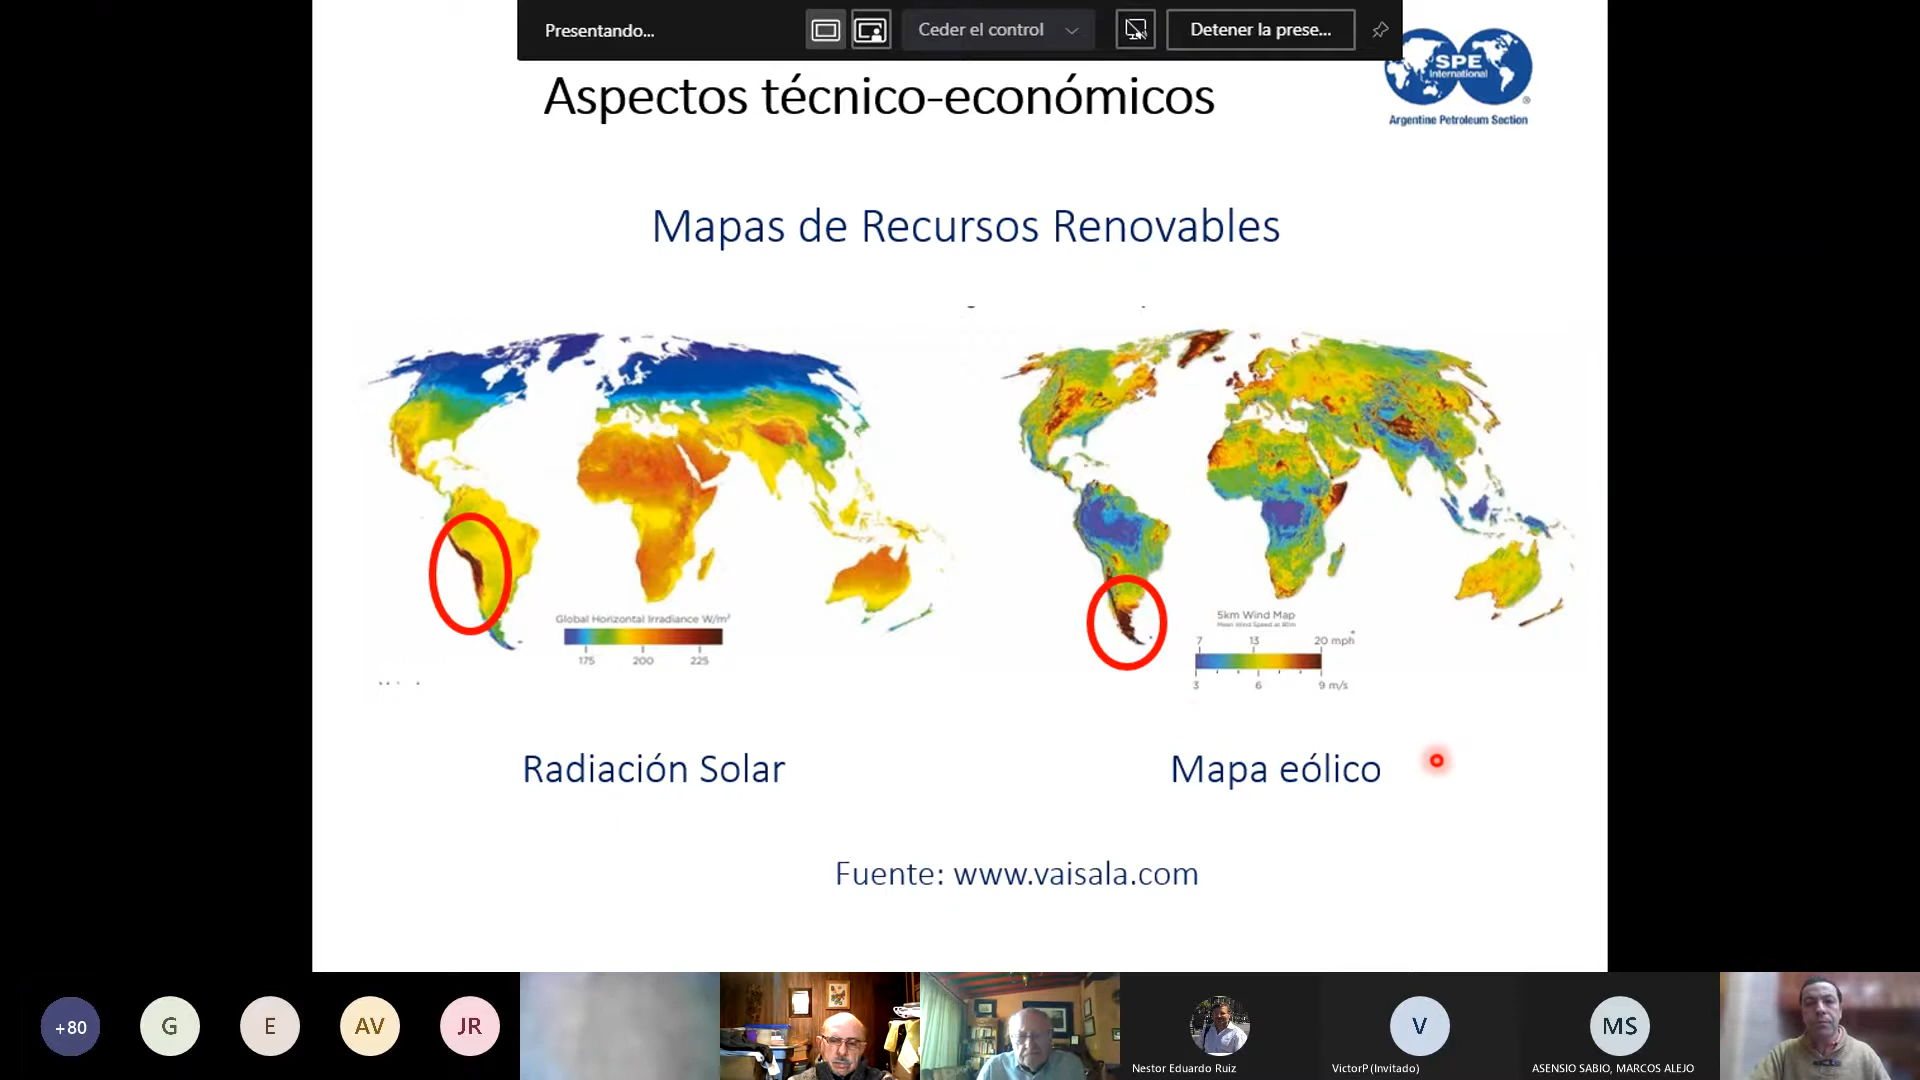 Presentando...
Ceder el control
Detener la prese...
SPE
International
®
Argentine Petroleum Section
Aspectos técnico-económicos
Mapas de Recursos Renovables
Global Horizontal Irradiance W/m²
175 200 225
5km Wind Map
Mean Wind Speed at 80m
7 13 20 mph
3 6 9 m/s
Radiación Solar
Mapa eólico
Fuente: www.vaisala.com
+80
G
E
AV
JR
Nestor Eduardo Ruiz
V
VictorP (Invitado)
MS
ASENSIO SABIO, MARCOS ALEJO